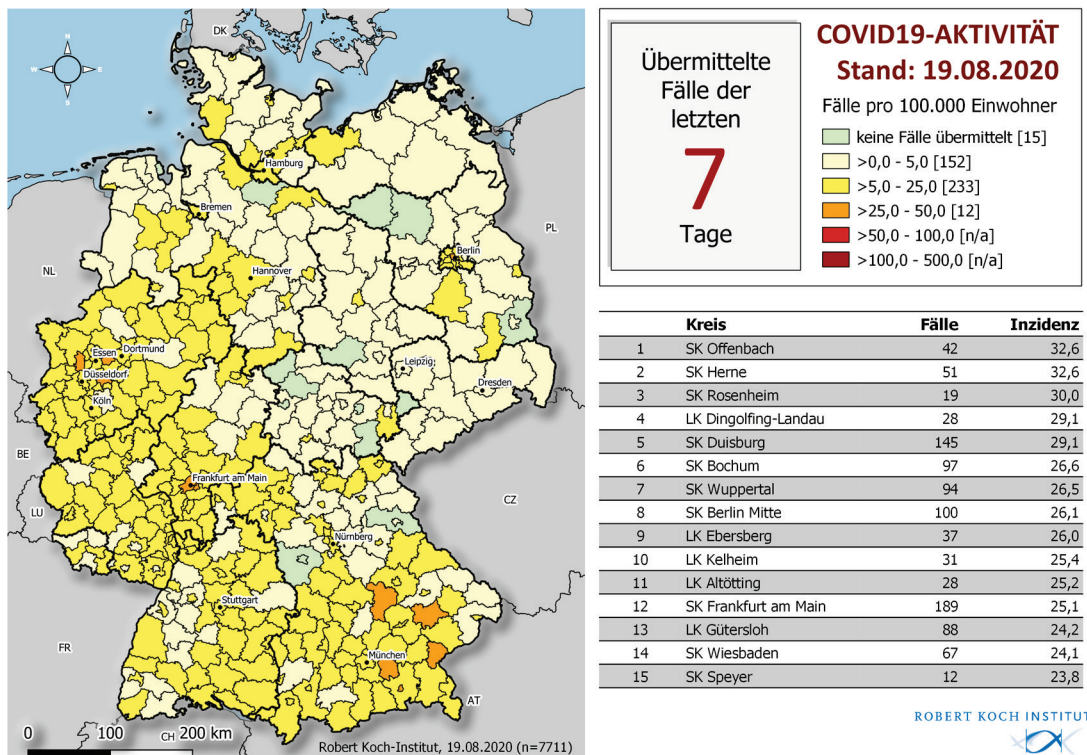 DK
N
W E
S
Hamburg
Bremen
PL
Berlin
NL
Hannover
Essen Dortmund
Düsseldorf
Leipzig
Köln
Dresden
BE
Frankfurt am Main
LU
CZ
Nürnberg
Stuttgart
FR
München
AT
0 100 200 km
CH
Robert Koch-Institut, 19.08.2020 (n=7711)
Übermittelte
Fälle der
letzten
7
Tage
COVID19-AKTIVITÄT
Stand: 19.08.2020
Fälle pro 100.000 Einwohner
keine Fälle übermittelt [15]
>0,0 - 5,0 [152]
>5,0 - 25,0 [233]
>25,0 - 50,0 [12]
>50,0 - 100,0 [n/a]
>100,0 - 500,0 [n/a]
Kreis Fälle Inzidenz
1 SK Offenbach 42 32,6
2 SK Herne 51 32,6
3 SK Rosenheim 19 30,0
4 LK Dingolfing-Landau 28 29,1
5 SK Duisburg 145 29,1
6 SK Bochum 97 26,6
7 SK Wuppertal 94 26,5
8 SK Berlin Mitte 100 26,1
9 LK Ebersberg 37 26,0
10 LK Kelheim 31 25,4
11 LK Altötting 28 25,2
12 SK Frankfurt am Main 189 25,1
13 LK Gütersloh 88 24,2
14 SK Wiesbaden 67 24,1
15 SK Speyer 12 23,8
ROBERT KOCH INSTITUT